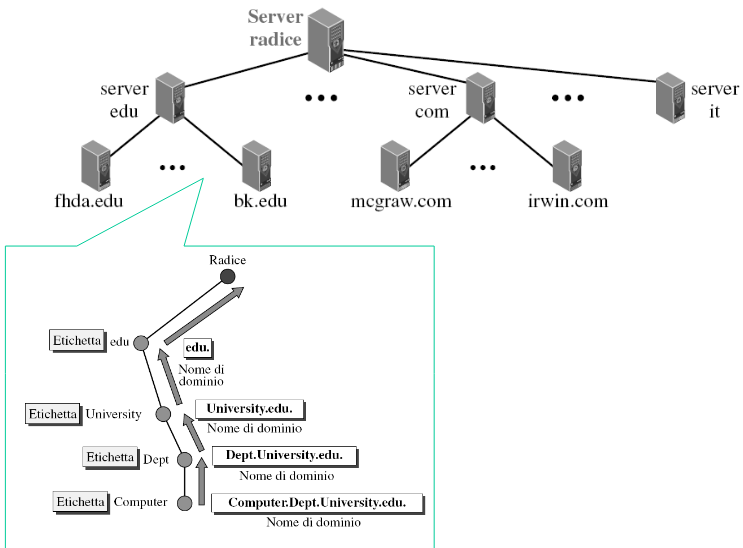 Server
radice
server
edu
•••
server
com
•••
server
it
fhda.edu
•••
bk.edu
mcgraw.com
•••
irwin.com
Radice
Etichetta
edu
edu.
Nome di
dominio
Etichetta
University
University.edu.
Nome di dominio
Etichetta
Dept
Dept.University.edu.
Nome di dominio
Etichetta
Computer
Computer.Dept.University.edu.
Nome di dominio